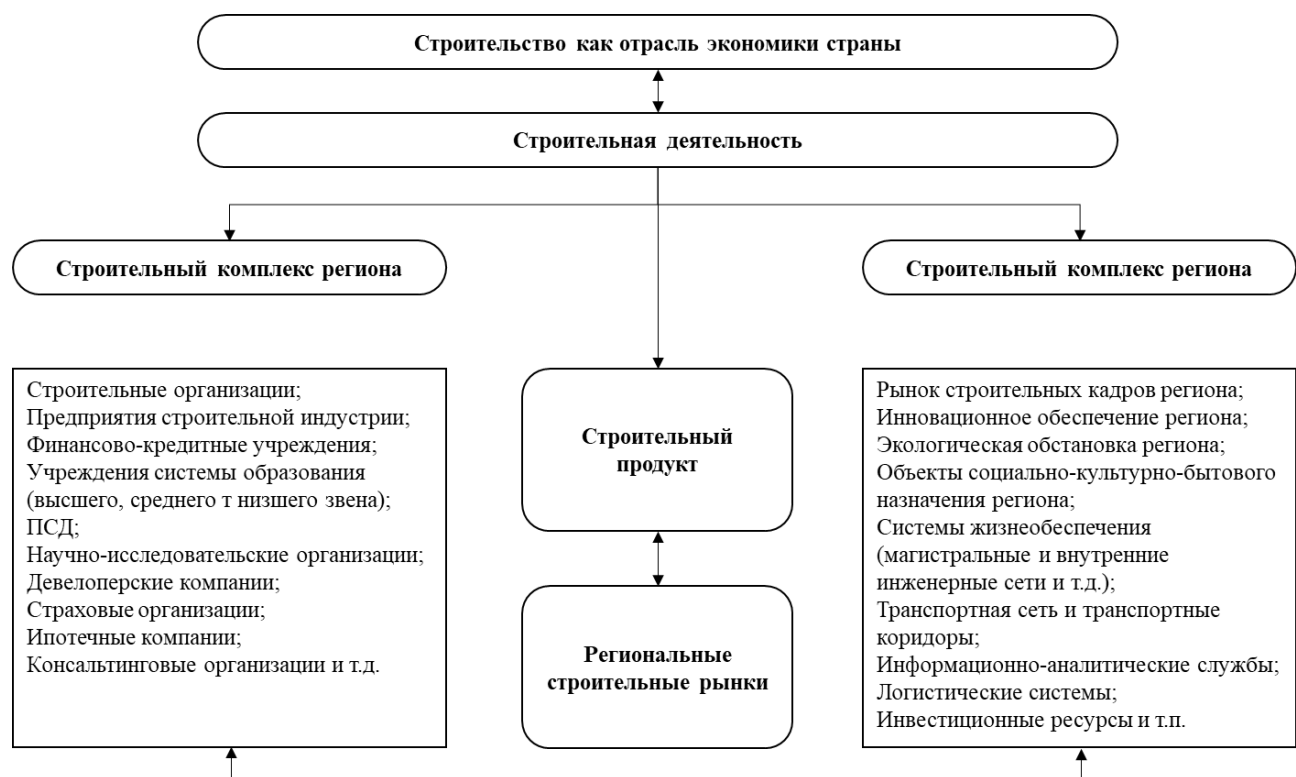 Строительство как отрасль экономики страны
Строительная деятельность
Строительный комплекс региона
Строительный комплекс региона
Строительные организации;
Предприятия строительной индустрии;
Финансово-кредитные учреждения;
Учреждения системы образования
(высшего, среднего т низшего звена);
ПСД;
Научно-исследовательские организации;
Девелоперские компании;
Страховые организации;
Ипотечные компании;
Консальтинговые организации и т.д.
Строительный
продукт
Региональные
строительные рынки
Рынок строительных кадров региона;
Инновационное обеспечение региона;
Экологическая обстановка региона;
Объекты социально-культурно-бытового
назначения региона;
Системы жизнеобеспечения
(магистральные и внутренние
инженерные сети и т.д.);
Транспортная сеть и транспортные
коридоры;
Информационно-аналитические службы;
Логистические системы;
Инвестиционные ресурсы и т.п.